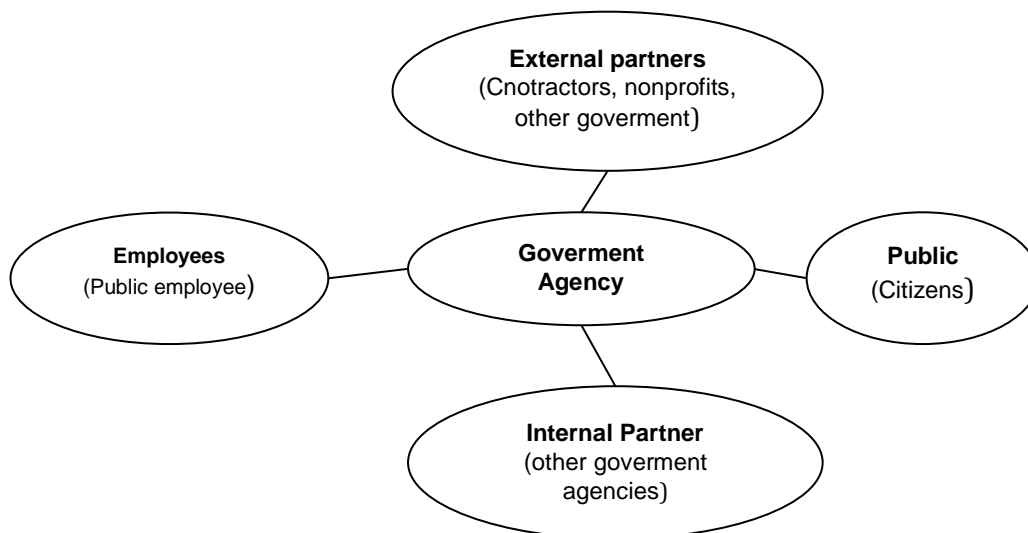 External partners
(Cnotractors, nonprofits,
other goverment)
Employees
(Public employee)
Goverment
Agency
Public
(Citizens)
Internal Partner
(other goverment
agencies)